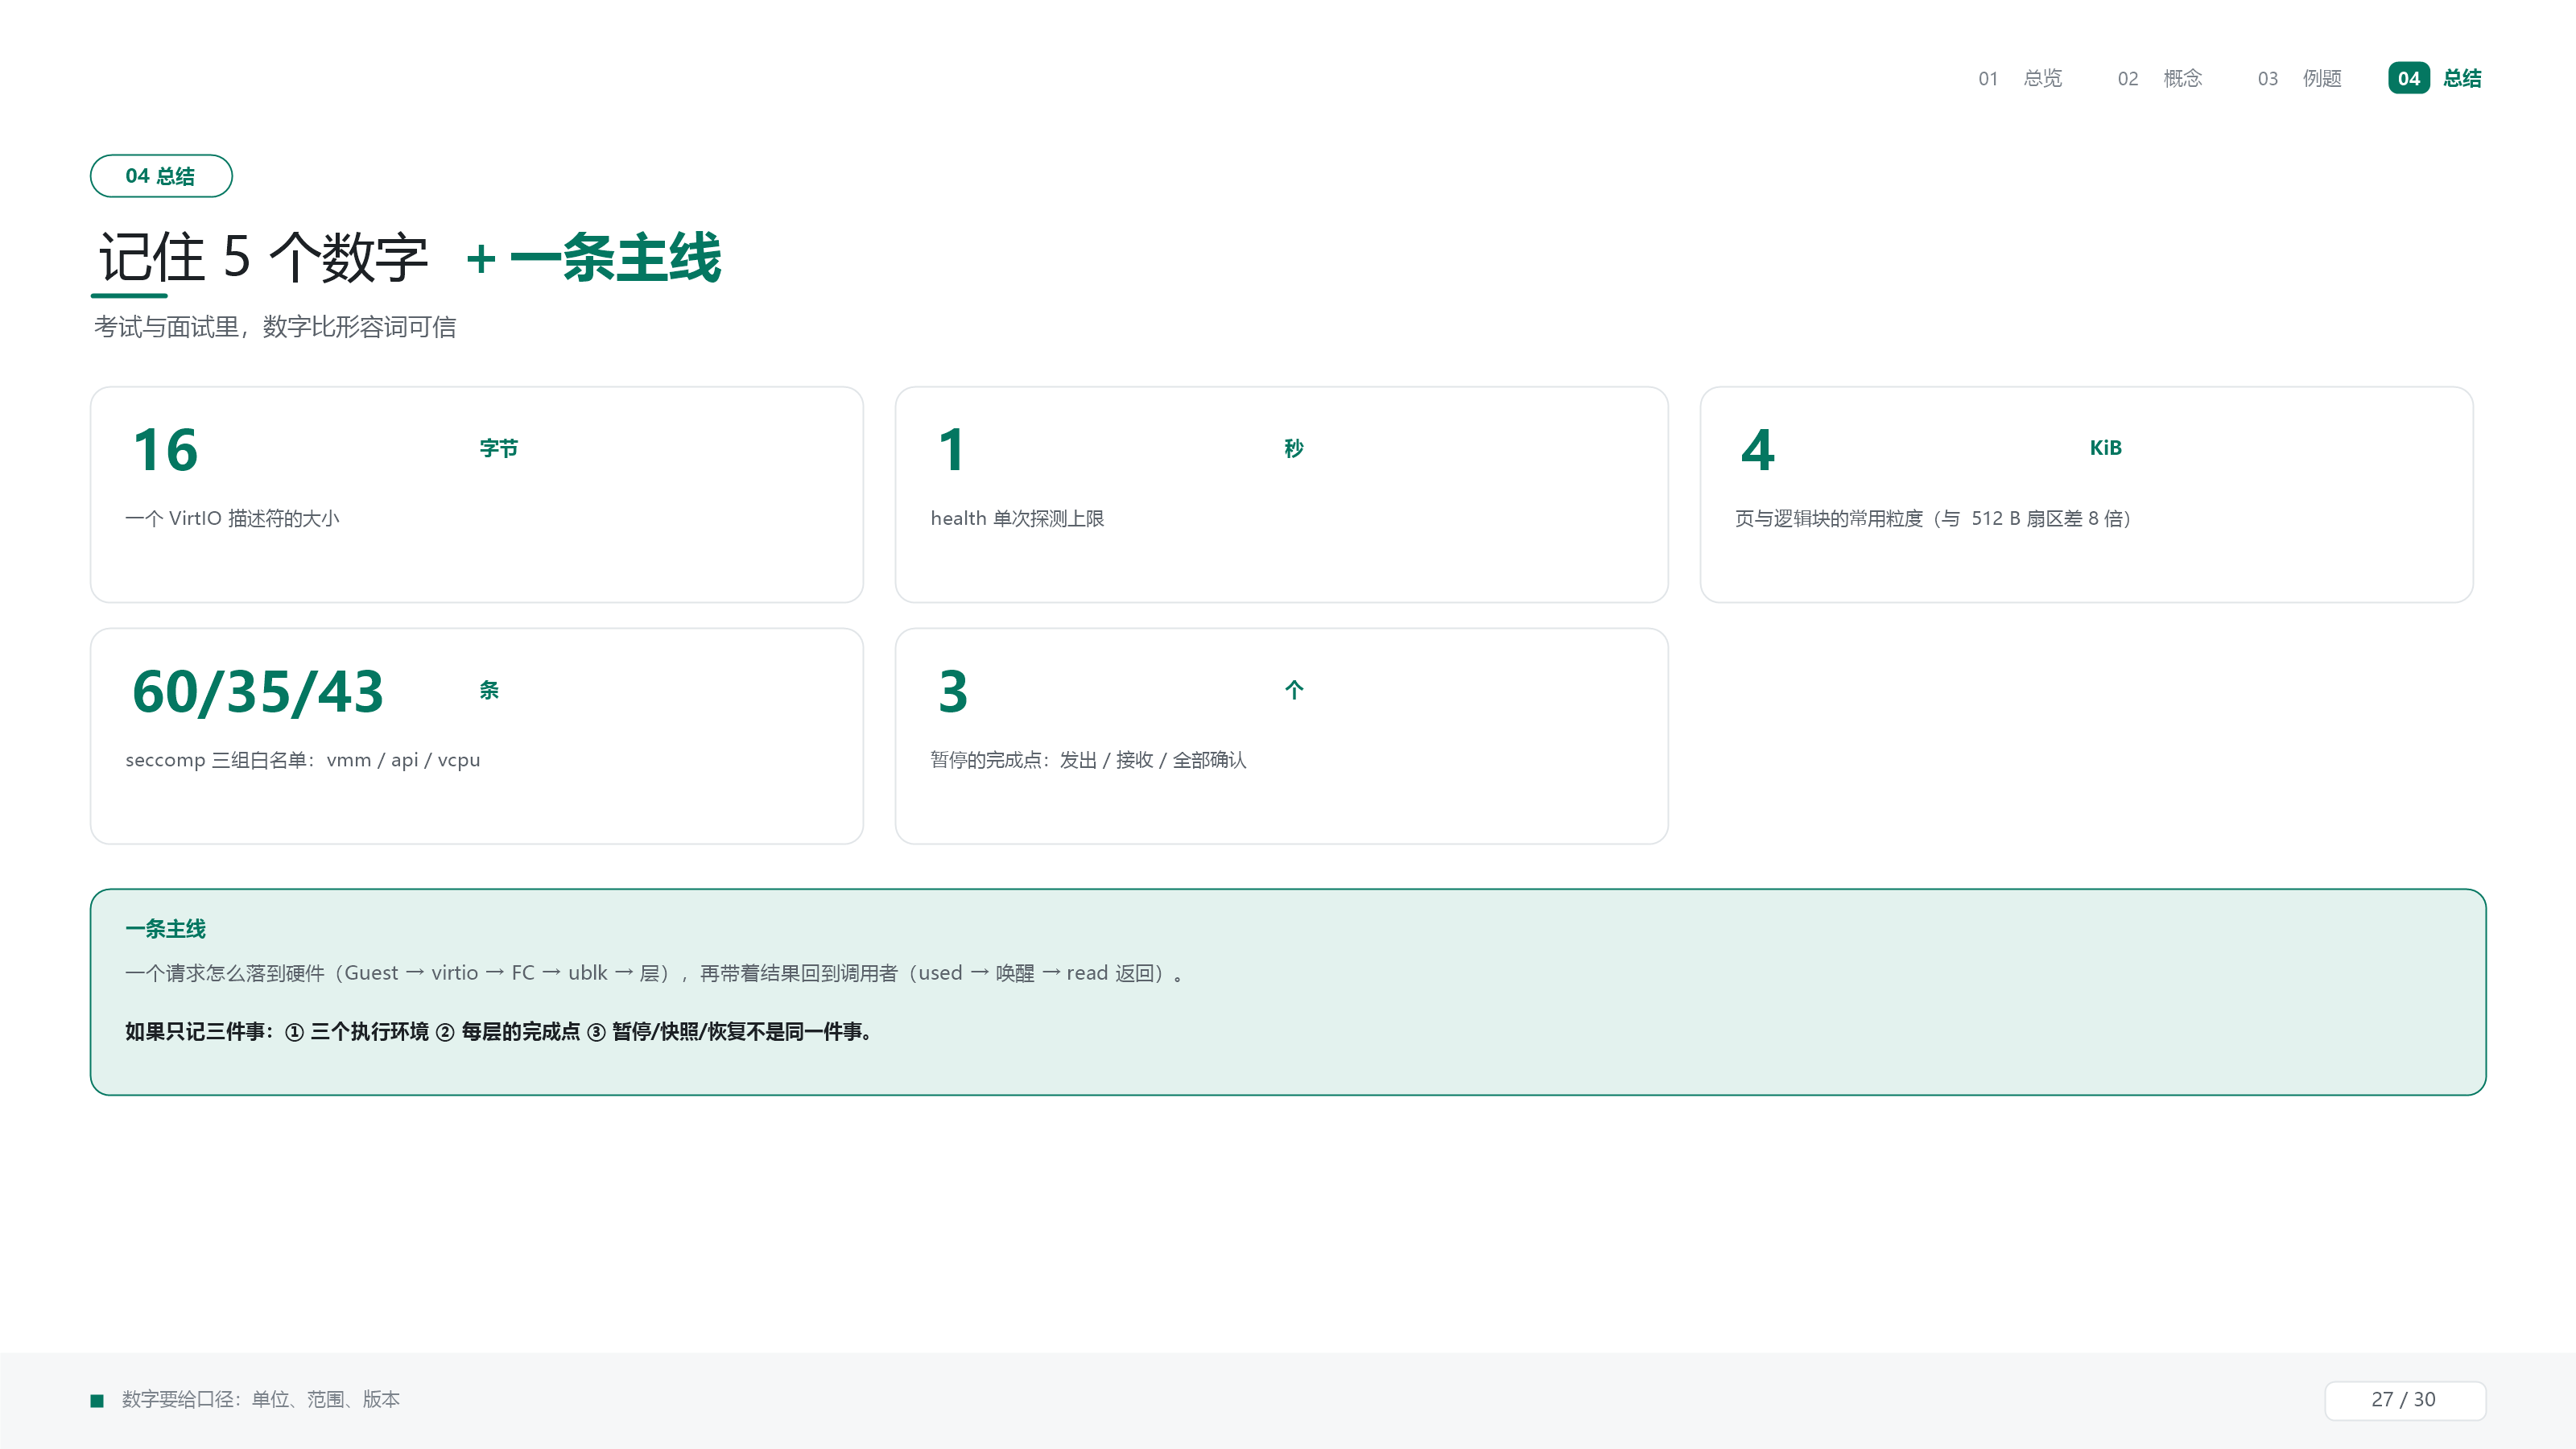 01 总览 02 概念 03 例题 04 总结
04 总结
记住 5 个数字 + 一条主线
考试与面试里，数字比形容词可信
16 字节
一个 VirtIO 描述符的大小
1 秒
health 单次探测上限
4 KiB
页与逻辑块的常用粒度（与 512 B 扇区差 8 倍）
60/35/43 条
seccomp 三组白名单：vmm / api / vcpu
3 个
暂停的完成点：发出 / 接收 / 全部确认
一条主线
一个请求怎么落到硬件（Guest → virtio → FC → ublk → 层），再带着结果回到调用者（used → 唤醒 → read 返回）。
如果只记三件事：① 三个执行环境 ② 每层的完成点 ③ 暂停/快照/恢复不是同一件事。
数字要给口径：单位、范围、版本
27 / 30